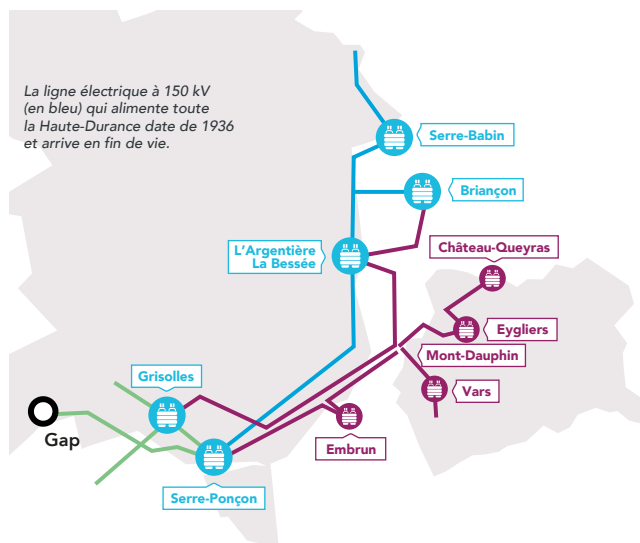 La ligne électrique à 150 kV
(en bleu) qui alimente toute
la Haute-Durance date de 1936
et arrive en fin de vie.
Serre-Babin
Briançon
L'Argentière
La Bessée
Château-Queyras
Eygliers
Mont-Dauphin
Grisolles
Vars
Gap
Embrun
Serre-Ponçon